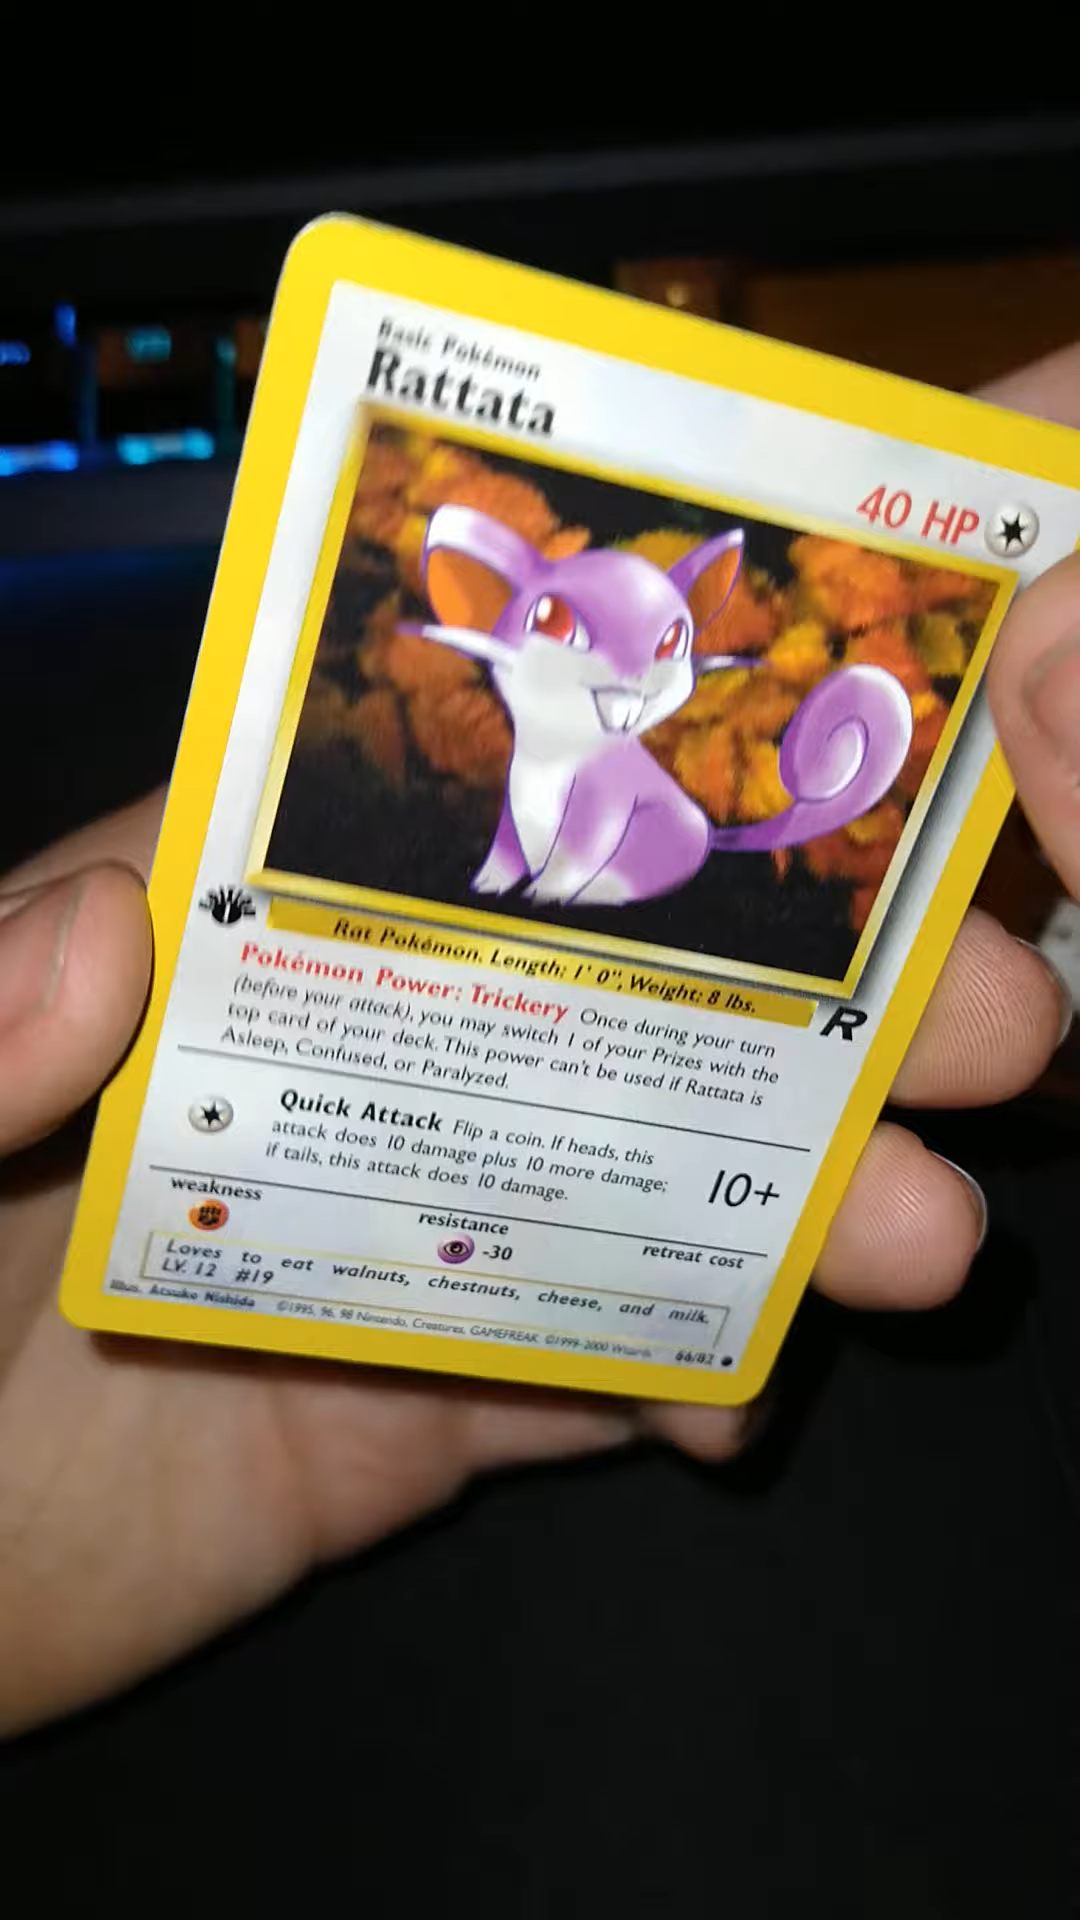 Basic Pokémon
Rattata
40 HP
Rat Pokémon. Length: 1' 0", Weight: 8 lbs.
R
Pokémon Power: Trickery Once during your turn
(before your attack), you may switch 1 of your Prizes with the
top card of your deck. This power can't be used if Rattata is
Asleep, Confused, or Paralyzed.
Quick Attack Flip a coin. If heads, this
attack does 10 damage plus 10 more damage;
if tails, this attack does 10 damage.
10+
weakness
resistance
-30
retreat cost
Loves to eat walnuts, chestnuts, cheese, and milk.
LV. 12 #19
Illus. Atsuko Nishida ©1995, 96, 98 Nintendo, Creatures, GAMEFREAK. ©1999-2000 Wizards. 66/82